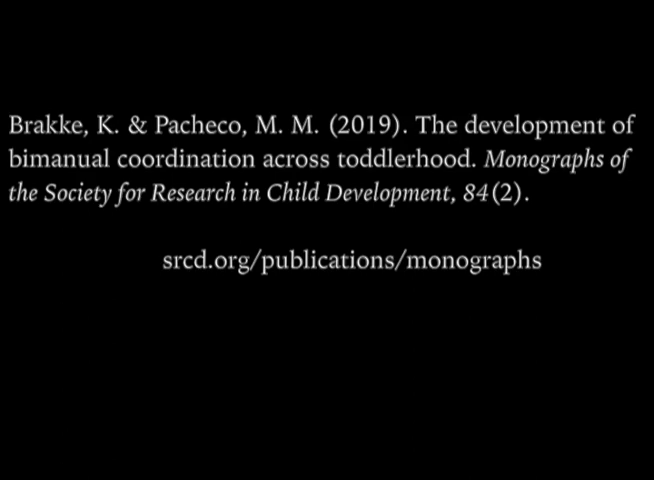 Brakke, K. & Pacheco, M. M. (2019). The development of
bimanual coordination across toddlerhood. Monographs of
the Society for Research in Child Development, 84(2).
srcd.org/publications/monographs